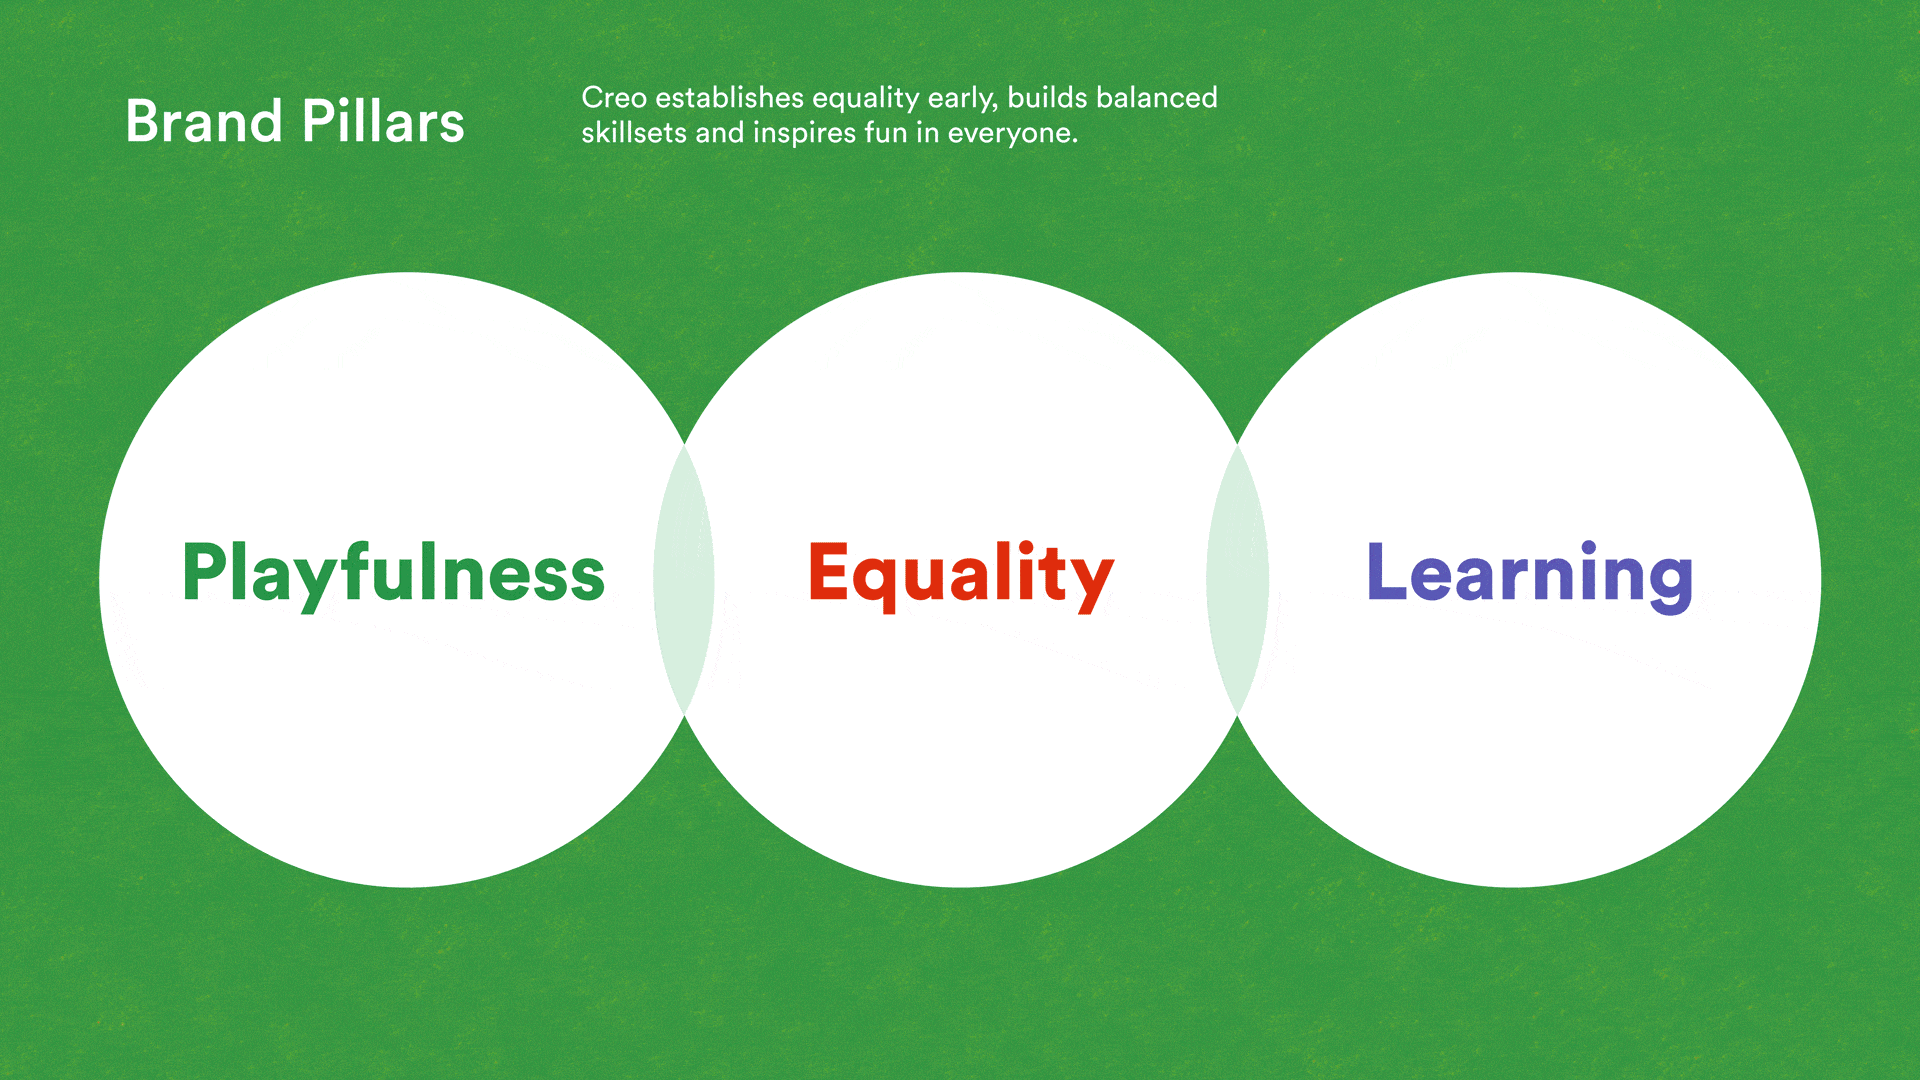 Brand Pillars
Creo establishes equality early, builds balanced
skillsets and inspires fun in everyone.
Playfulness
Equality
Learning